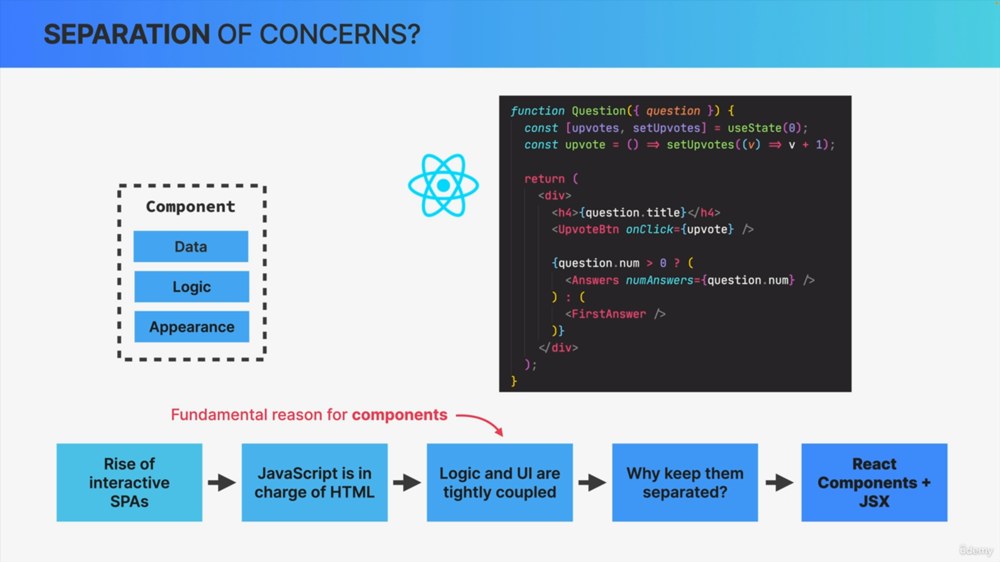 SEPARATION OF CONCERNS?
Component
Data
Logic
Appearance
function Question({ question }) {
const [upvotes, setUpvotes] = useState(0);
const upvote = () => setUpvotes((v) => v + 1);
return (
<div>
<h4>{question.title}</h4>
<UpvoteBtn onClick={upvote} />
{question.num > 0 ? (
<Answers numAnswers={question.num} />
) : (
<FirstAnswer />
)}
</div>
);
}
Fundamental reason for components
Rise of
interactive
SPAs
JavaScript is in
charge of HTML
Logic and UI are
tightly coupled
Why keep them
separated?
React
Components +
JSX
ûdemy